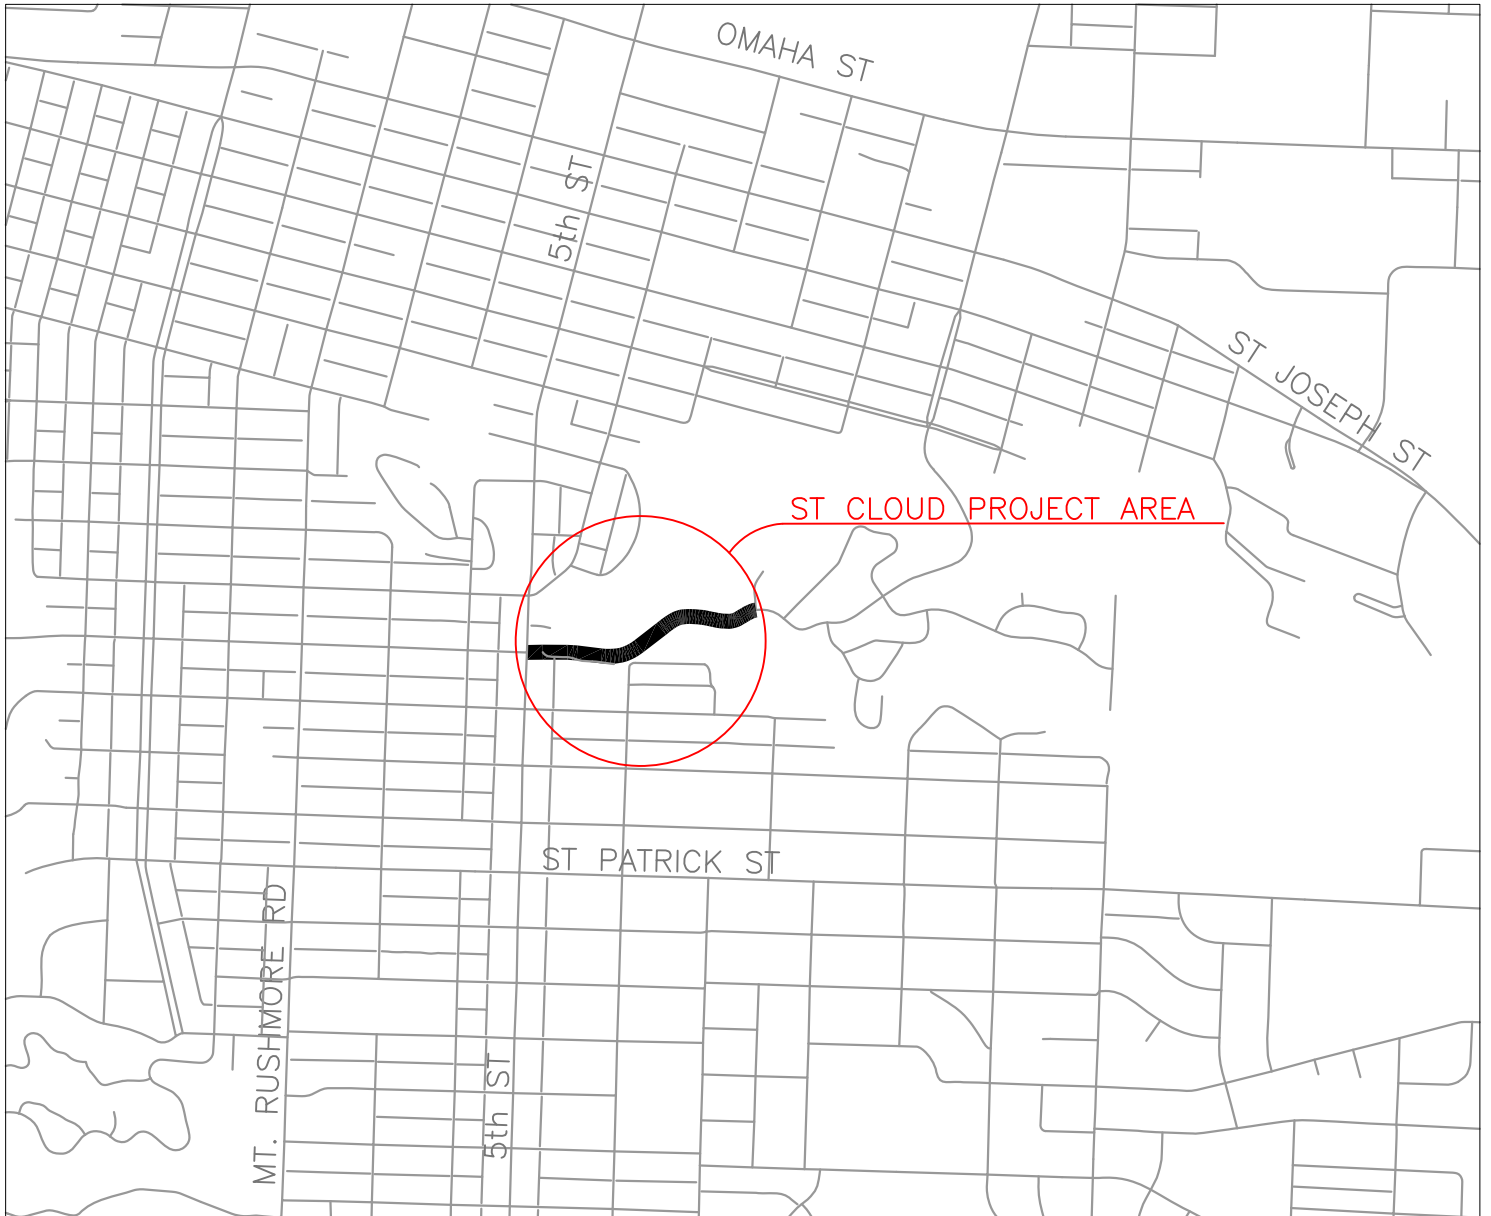 OMAHA ST
5th ST
ST JOSEPH ST
ST CLOUD PROJECT AREA
ST PATRICK ST
MT. RUSHMORE RD
5th ST